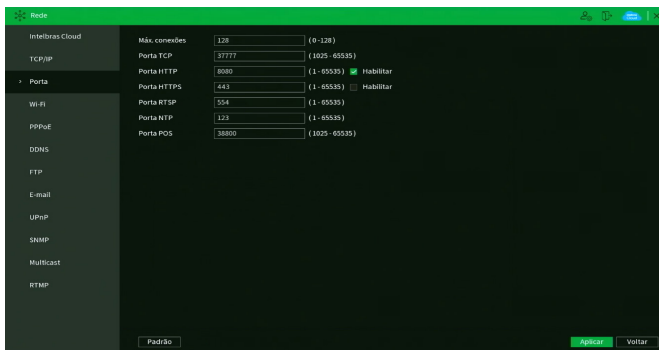 Rede
Intelbras Cloud
TCP/IP
> Porta
Wi-Fi
PPPoE
DDNS
FTP
E-mail
UPnP
SNMP
Multicast
RTMP
Máx. conexões 128 (0-128)
Porta TCP 37777 (1025-65535)
Porta HTTP 8080 (1-65535) Habilitar
Porta HTTPS 443 (1-65535) Habilitar
Porta RTSP 554 (1-65535)
Porta NTP 123 (1-65535)
Porta POS 38800 (1025-65535)
Padrão Aplicar Voltar